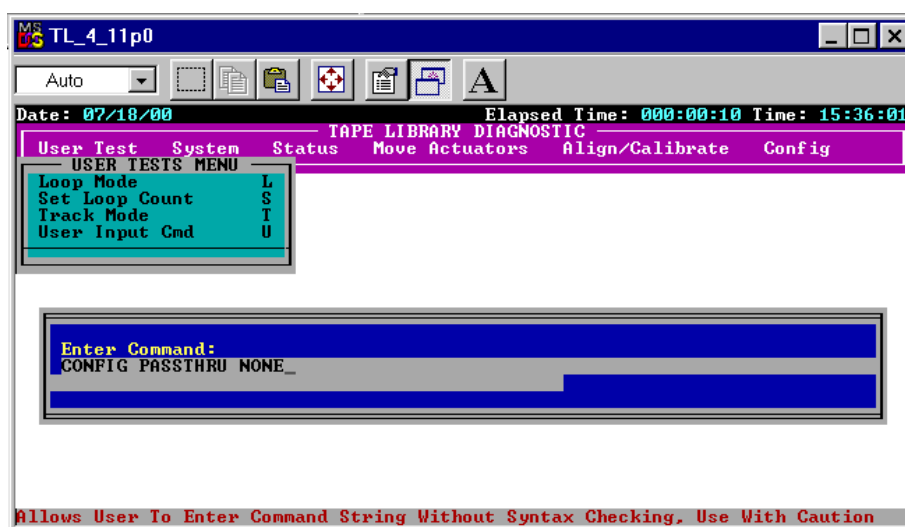 MS DOS TL_4_11p0
Auto A
Date: 07/18/00 Elapsed Time: 000:00:10 Time: 15:36:01
TAPE LIBRARY DIAGNOSTIC
User Test System Status Move Actuators Align/Calibrate Config
USER TESTS MENU
Loop Mode L
Set Loop Count S
Track Mode T
User Input Cmd U
Enter Command:
CONFIG PASSTHRU NONE_
Allows User To Enter Command String Without Syntax Checking, Use With Caution